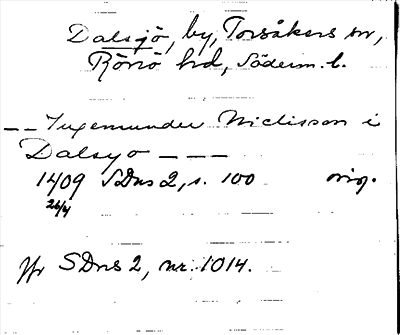 Dalsjö, by, Torsåkers sn,
Rönö hd, Söderm. l.
-- Ingemunder Niclisson i
Dalsyo ---
1409 SDns 2, s. 100 orig.
26/4
Jfr SDns 2, nr. 1014.